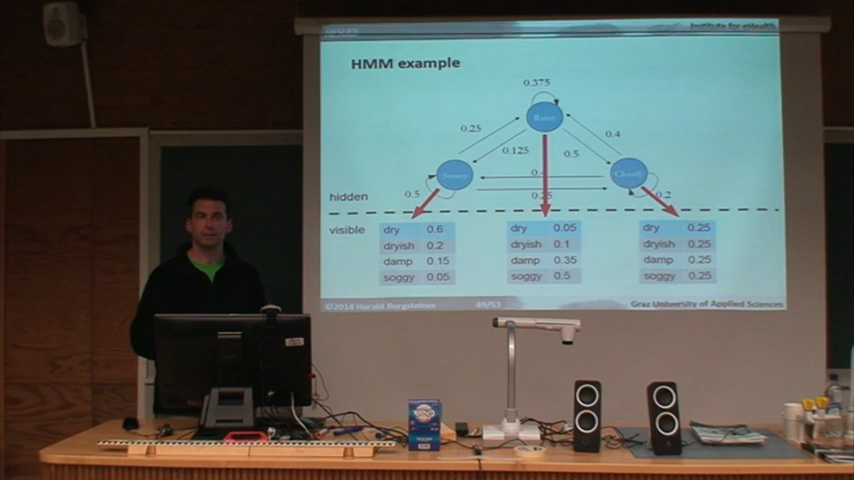 Institute for eHealth
HMM example
0.375
Rainy
0.25
0.4
0.125
0.5
Sunny
Cloudy
0.4
0.5
0.25
0.2
hidden
visible
dry 0.6
dryish 0.2
damp 0.15
soggy 0.05
dry 0.05
dryish 0.1
damp 0.35
soggy 0.5
dry 0.25
dryish 0.25
damp 0.25
soggy 0.25
©2014 Harald Burgsteiner
49/53
Graz University of Applied Sciences